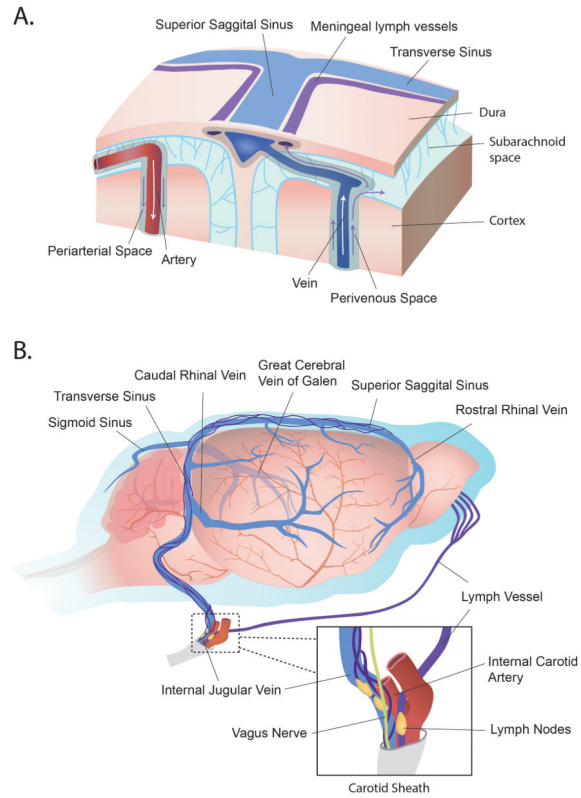 A.
Superior Saggital Sinus
Meningeal lymph vessels
Transverse Sinus
Dura
Subarachnoid
space
Cortex
Periarterial Space
Artery
Vein
Perivenous Space
B.
Caudal Rhinal Vein
Great Cerebral
Vein of Galen
Superior Saggital Sinus
Transverse Sinus
Rostral Rhinal Vein
Sigmoid Sinus
Lymph Vessel
Internal Jugular Vein
Internal Carotid
Artery
Vagus Nerve
Lymph Nodes
Carotid Sheath